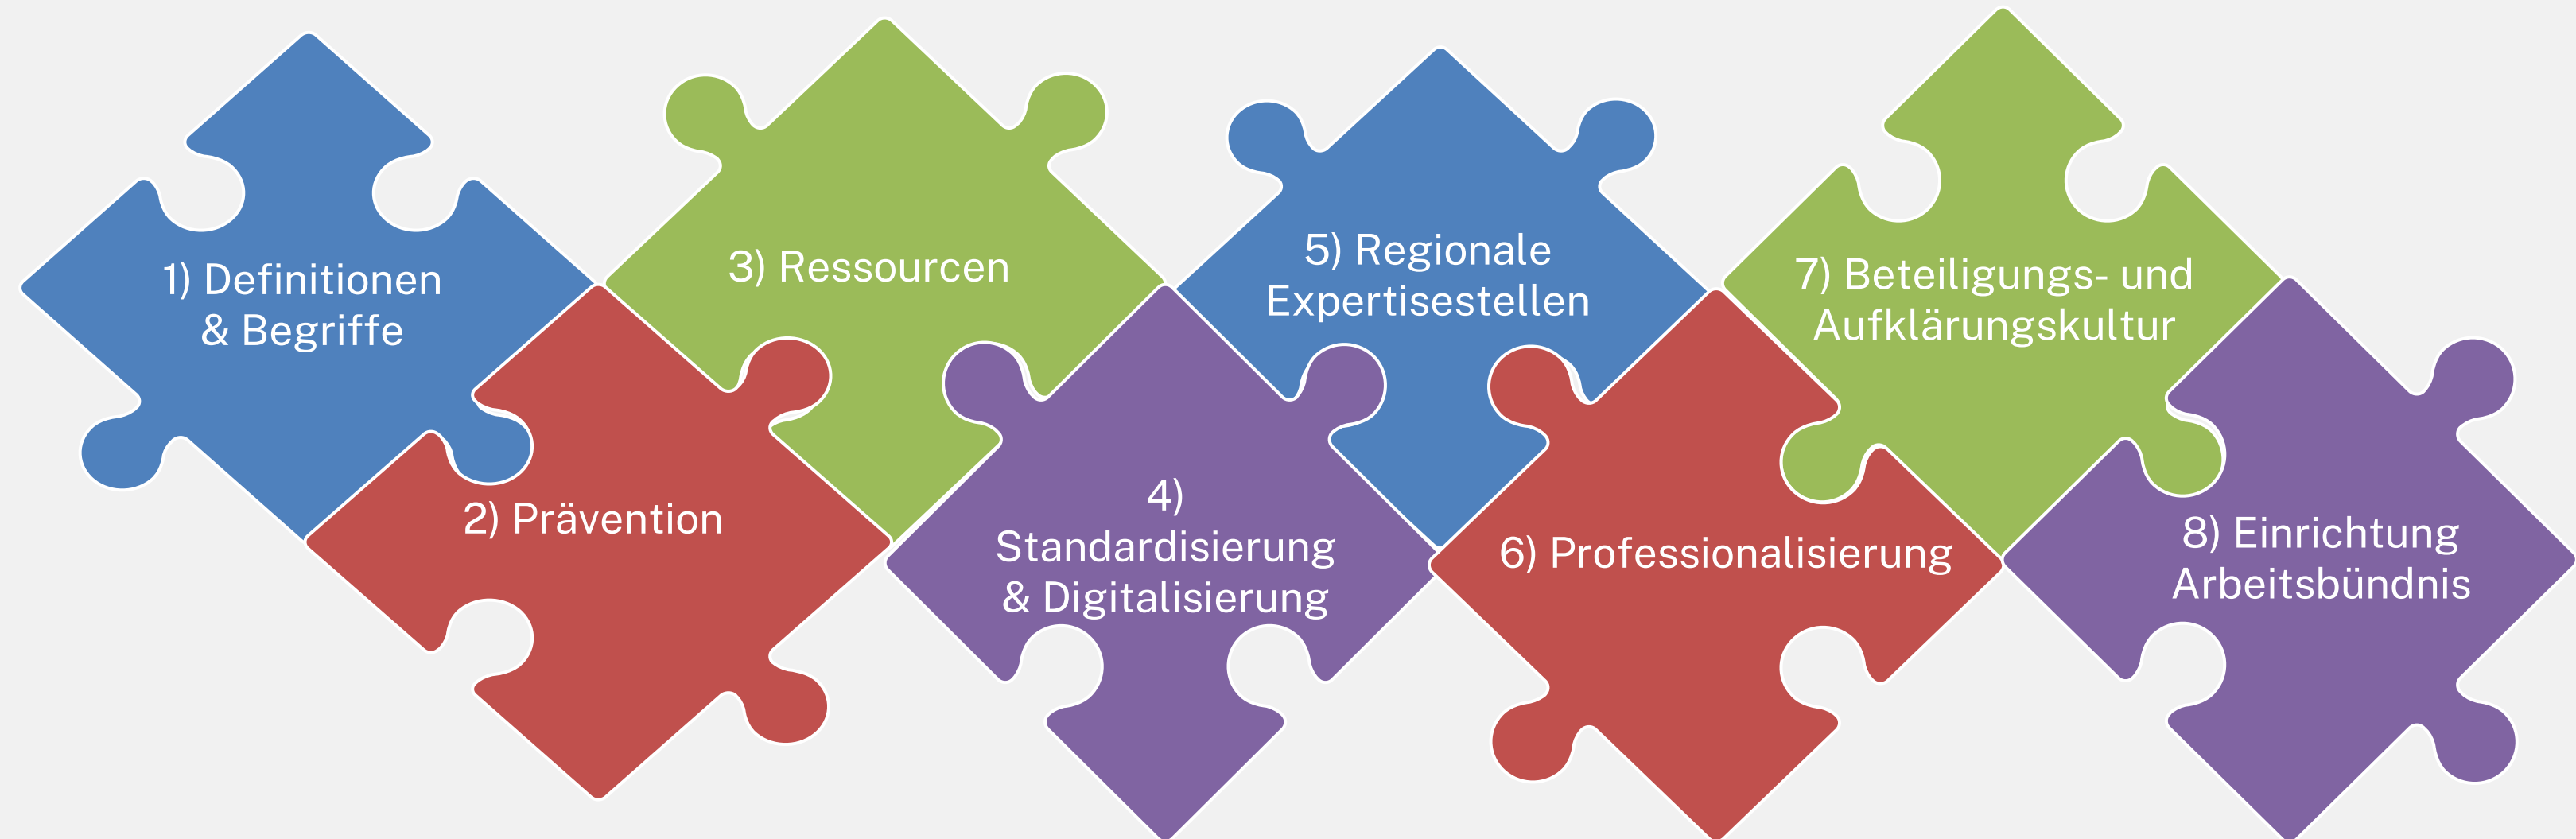 1) Definitionen
& Begriffe
2) Prävention
3) Ressourcen
4)
Standardisierung
& Digitalisierung
5) Regionale
Expertisestellen
6) Professionalisierung
7) Beteiligungs- und
Aufklärungskultur
8) Einrichtung
Arbeitsbündnis